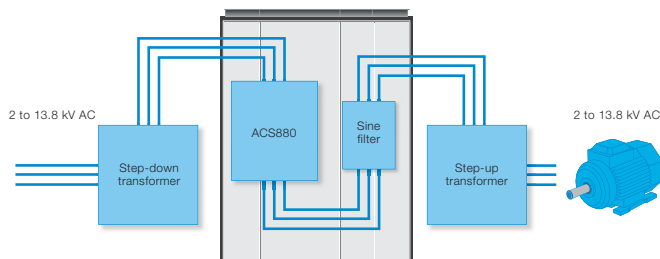 2 to 13.8 kV AC
Step-down
transformer
ACS880
Sine
filter
Step-up
transformer
2 to 13.8 kV AC